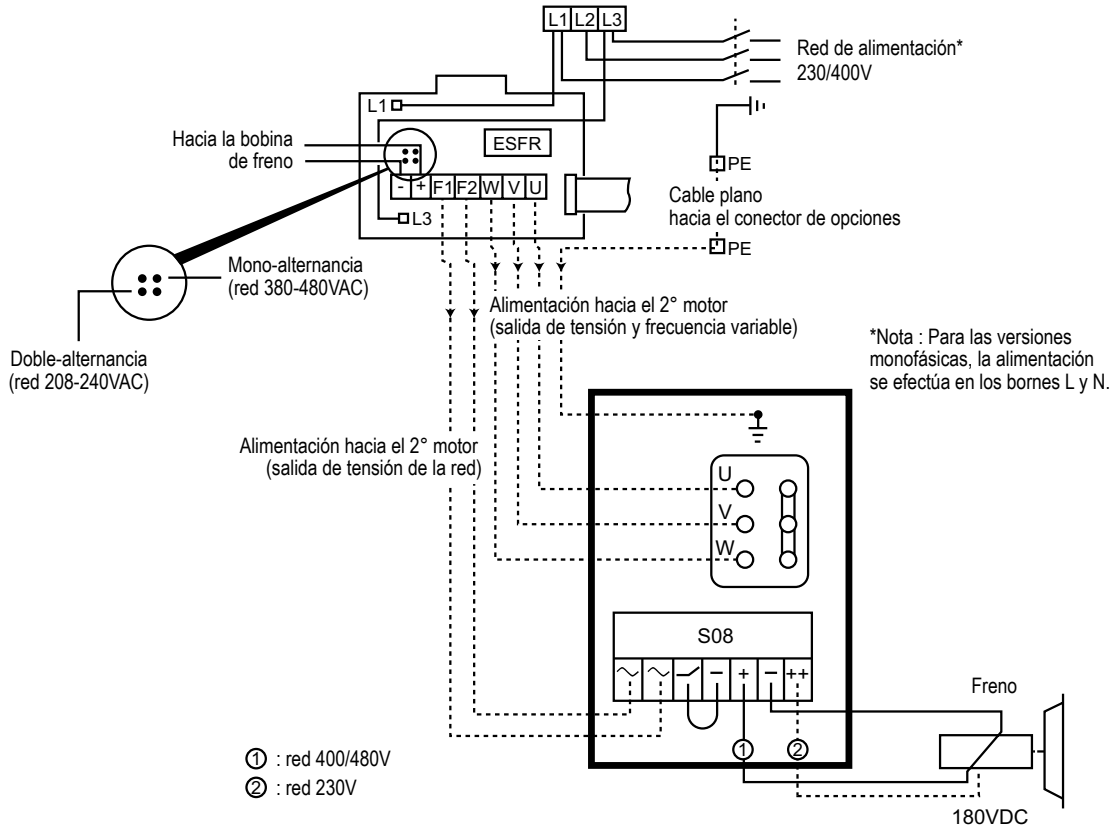 L1 L2 L3
Red de alimentación*
230/400V
L1
Hacia la bobina
de freno
ESFR
PE
- + F1 F2 W V U
Cable plano
hacia el conector de opciones
L3
PE
Mono-alternancia
(red 380-480VAC)
Alimentación hacia el 2° motor
(salida de tensión y frecuencia variable)
*Nota : Para las versiones
monofásicas, la alimentación
se efectúa en los bornes L y N.
Doble-alternancia
(red 208-240VAC)
Alimentación hacia el 2° motor
(salida de tensión de la red)
U
V
W
S08
+ − ++
Freno
① : red 400/480V
② : red 230V
① ②
180VDC